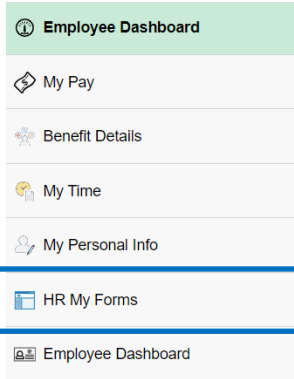 Employee Dashboard
My Pay
Benefit Details
My Time
My Personal Info
HR My Forms
Employee Dashboard